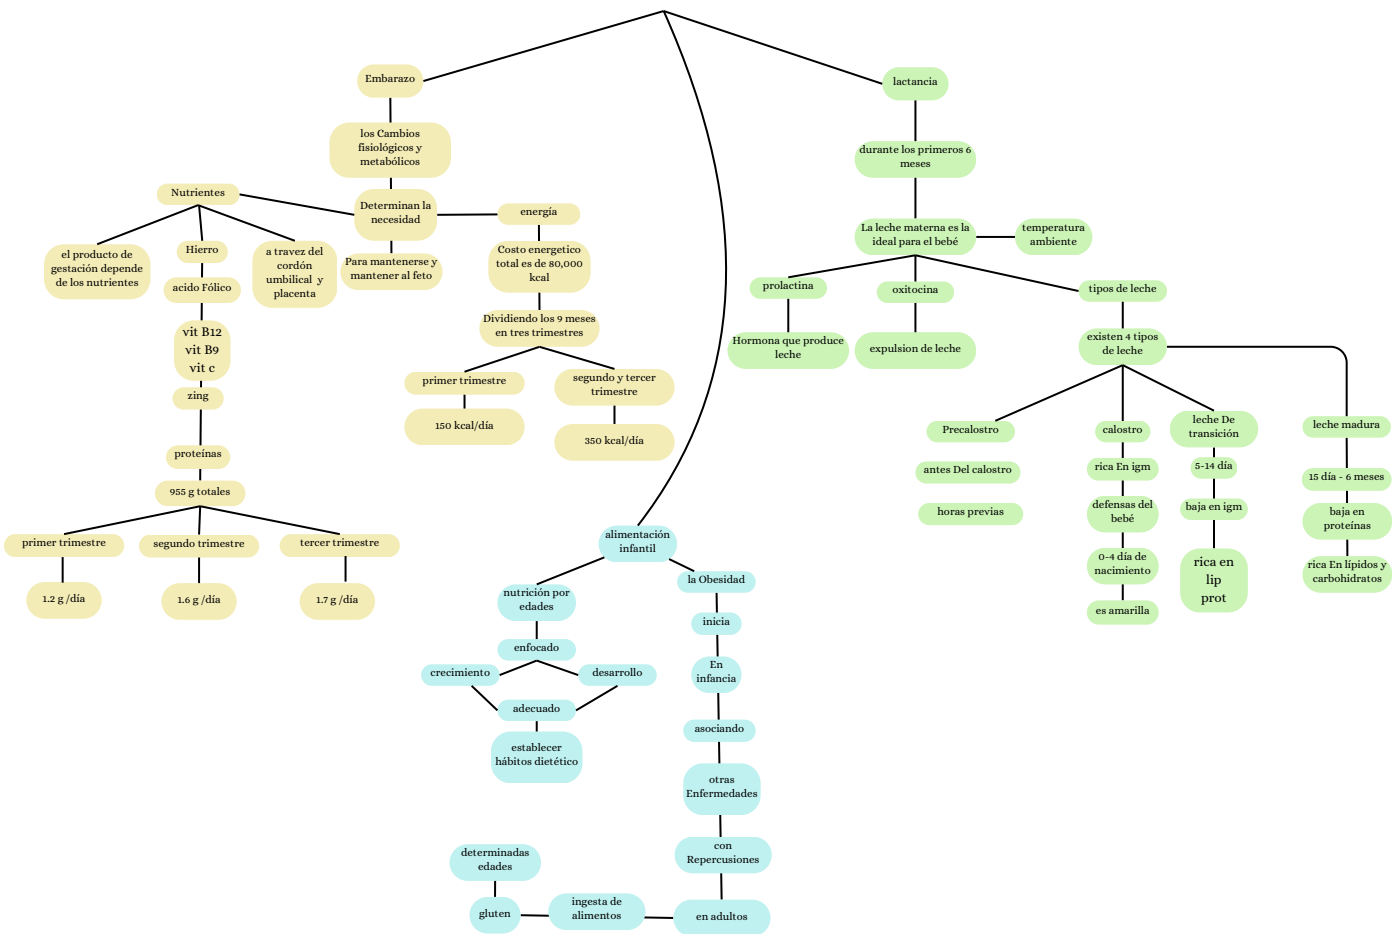 Embarazo
los Cambios
fisiológicos y
metabólicos
Determinan la
necesidad
Nutrientes
el producto de
gestación depende
de los nutrientes
Hierro
acido Fólico
vit B12
vit B9
vit c
zing
proteínas
955 g totales
primer trimestre
1.2 g /día
segundo trimestre
1.6 g /día
tercer trimestre
1.7 g /día
a travez del
cordón
umbilical y
placenta
Para mantenerse y
mantener al feto
energía
Costo energetico
total es de 80,000
kcal
Dividiendo los 9 meses
en tres trimestres
primer trimestre
150 kcal/día
segundo y tercer
trimestre
350 kcal/día
alimentación
infantil
nutrición por
edades
enfocado
crecimiento
desarrollo
adecuado
establecer
hábitos dietético
la Obesidad
inicia
En
infancia
asociando
otras
Enfermedades
con
Repercusiones
en adultos
ingesta de
alimentos
gluten
determinadas
edades
lactancia
durante los primeros 6
meses
La leche materna es la
ideal para el bebé
temperatura
ambiente
prolactina
Hormona que produce
leche
oxitocina
expulsion de leche
tipos de leche
existen 4 tipos
de leche
Precalostro
antes Del calostro
horas previas
calostro
rica En igm
defensas del
bebé
0-4 día de
nacimiento
es amarilla
leche De
transición
5-14 día
baja en igm
rica en
lip
prot
leche madura
15 día - 6 meses
baja en
proteínas
rica En lípidos y
carbohidratos